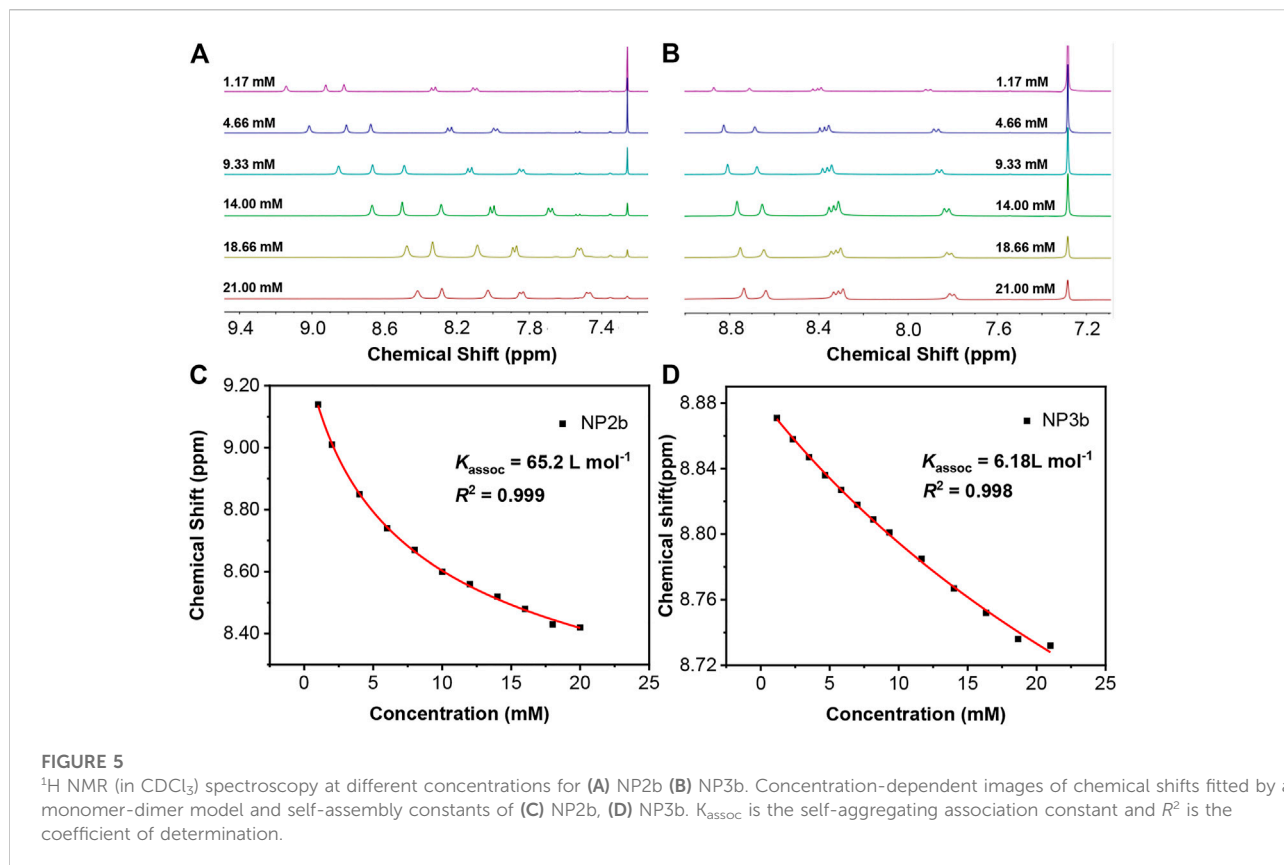 A
1.17 mM
4.66 mM
9.33 mM
14.00 mM
18.66 mM
21.00 mM
9.4 9.0 8.6 8.2 7.8 7.4
Chemical Shift (ppm)
B
1.17 mM
4.66 mM
9.33 mM
14.00 mM
18.66 mM
21.00 mM
8.8 8.4 8.0 7.6 7.2
Chemical Shift (ppm)
C
9.20
9.00
8.80
8.60
8.40
Chemical Shift (ppm)
NP2b
Kassoc = 65.2 L mol-1
R2 = 0.999
0 5 10 15 20 25
Concentration (mM)
D
8.88
8.84
8.80
8.76
8.72
Chemical shift(ppm)
NP3b
Kassoc = 6.18L mol-1
R2 = 0.998
0 5 10 15 20 25
Concentration (mM)
FIGURE 5
1H NMR (in CDCl3) spectroscopy at different concentrations for (A) NP2b (B) NP3b. Concentration-dependent images of chemical shifts fitted by a
monomer-dimer model and self-assembly constants of (C) NP2b, (D) NP3b. Kassoc is the self-aggregating association constant and R2 is the
coefficient of determination.